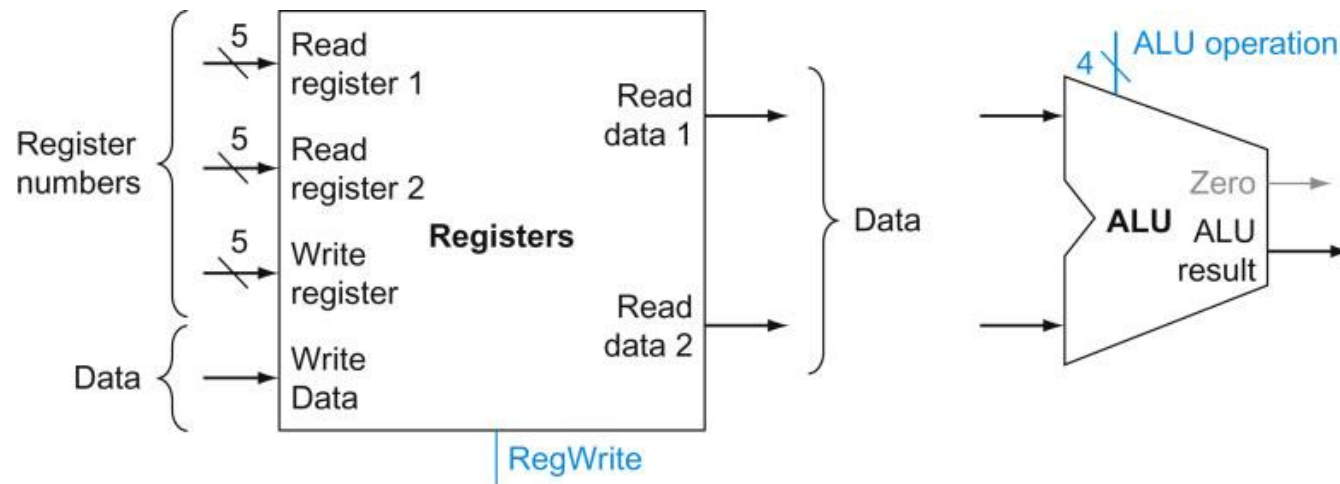 Register
numbers
Data
5
Read
register 1
5
Read
register 2
5
Write
register
Write
Data
Registers
Read
data 1
Read
data 2
RegWrite
Data
4
ALU operation
Zero
ALU
ALU
result